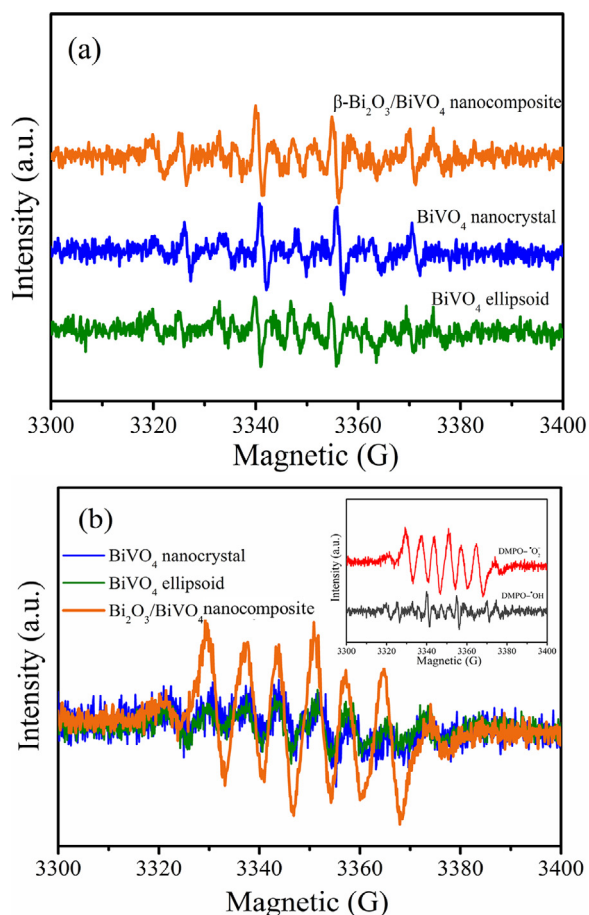 (a)
β-Bi₂O₃/BiVO₄ nanocomposite
BiVO₄ nanocrystal
BiVO₄ ellipsoid
Intensity (a.u.)
3300 3320 3340 3360 3380 3400
Magnetic (G)
(b)
BiVO₄ nanocrystal
BiVO₄ ellipsoid
Bi₂O₃/BiVO₄ nanocomposite
Intensity (a.u.)
DMPO-•O₂⁻
DMPO-•OH
Intensity (a.u.)
3300 3320 3340 3360 3380 3400
Magnetic (G)
3300 3320 3340 3360 3380 3400
Magnetic (G)